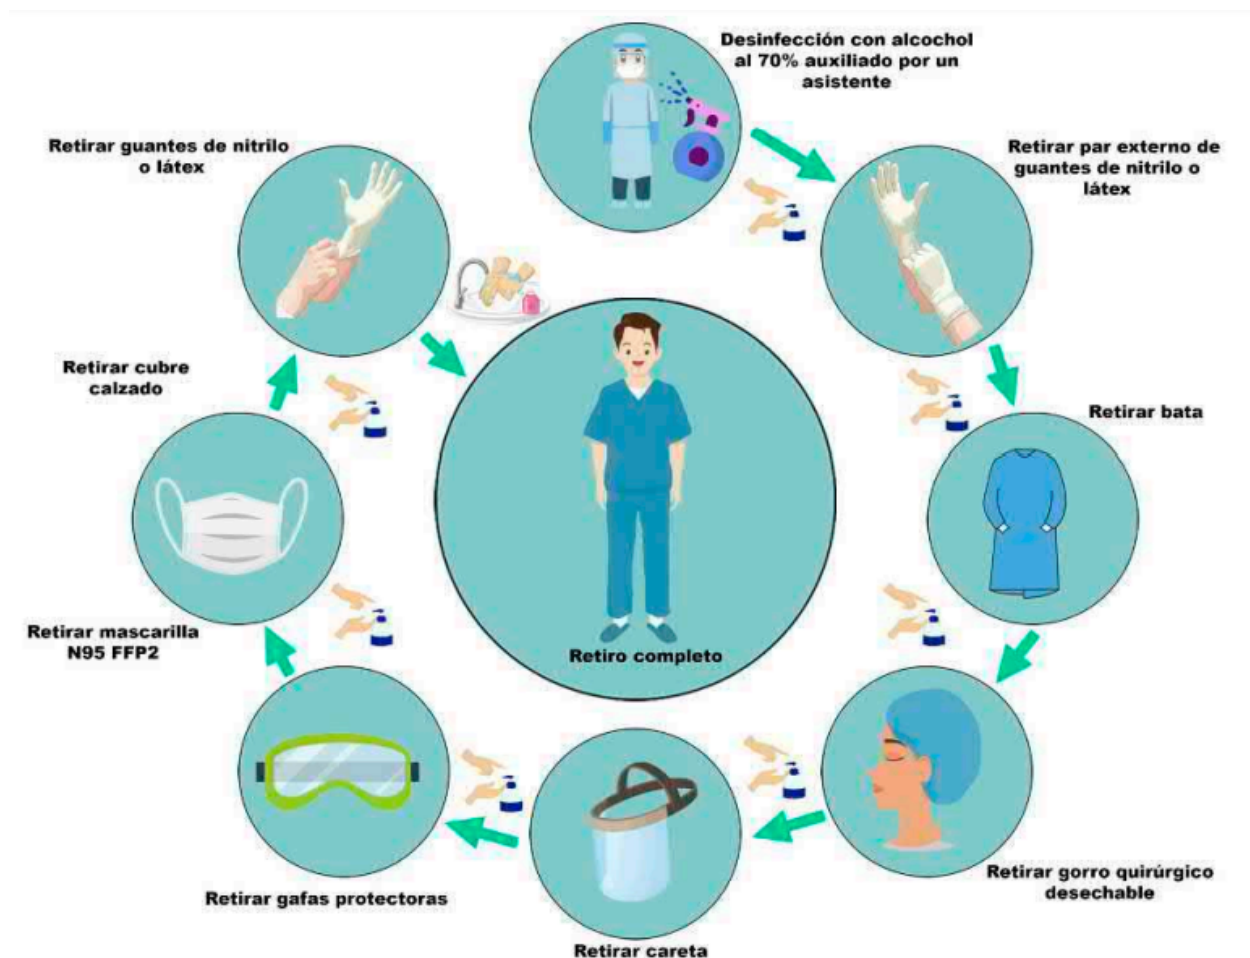 Desinfección con alcochol
al 70% auxiliado por un
asistente
Retirar par externo de
guantes de nitrilo o
látex
Retirar bata
Retirar gorro quirúrgico
desechable
Retirar careta
Retirar gafas protectoras
Retirar mascarilla
N95 FFP2
Retirar cubre
calzado
Retirar guantes de nitrilo
o látex
Retiro completo